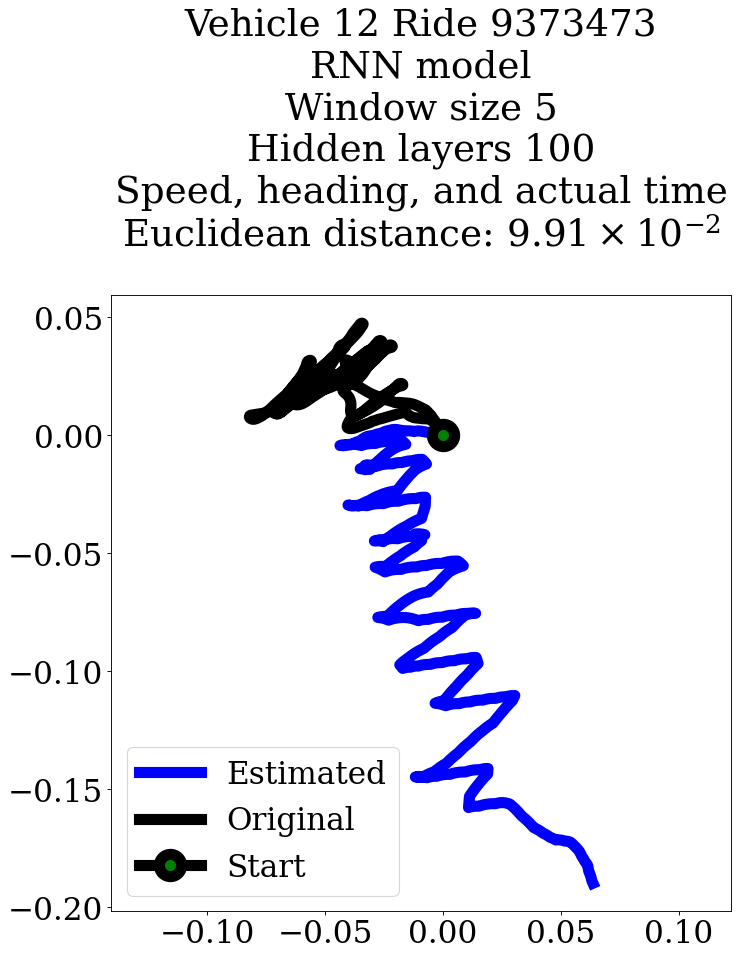 Vehicle 12 Ride 9373473
RNN model
Window size 5
Hidden layers 100
Speed, heading, and actual time
Euclidean distance: 9.91 × 10⁻²
0.05
0.00
−0.05
−0.10
−0.15
−0.20
Estimated
Original
Start
−0.10 −0.05 0.00 0.05 0.10